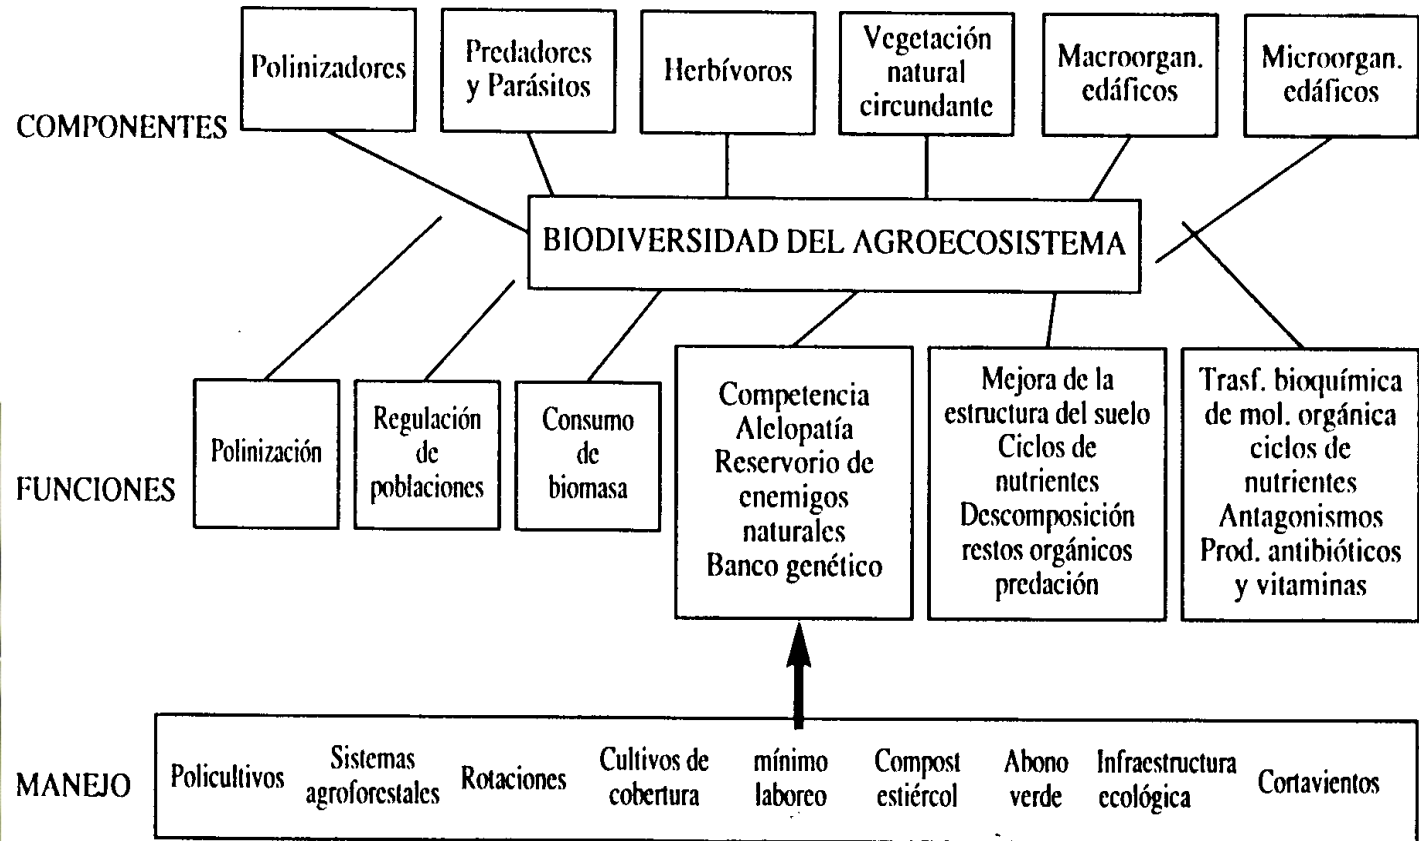 COMPONENTES
Polinizadores
Predadores
y Parásitos
Herbívoros
Vegetación
natural
circundante
Macroorgan.
edáficos
Microorgan.
edáficos
BIODIVERSIDAD DEL AGROECOSISTEMA
FUNCIONES
Polinización
Regulación
de
poblaciones
Consumo
de
biomasa
Competencia
Alelopatía
Reservorio de
enemigos
naturales
Banco genético
Mejora de la
estructura del suelo
Ciclos de
nutrientes
Descomposición
restos orgánicos
predación
Trasf. bioquímica
de mol. orgánica
ciclos de
nutrientes
Antagonismos
Prod. antibióticos
y vitaminas
MANEJO
Policultivos
Sistemas
agroforestales
Rotaciones
Cultivos de
cobertura
mínimo
laboreo
Compost
estiércol
Abono
verde
Infraestructura
ecológica
Cortavientos